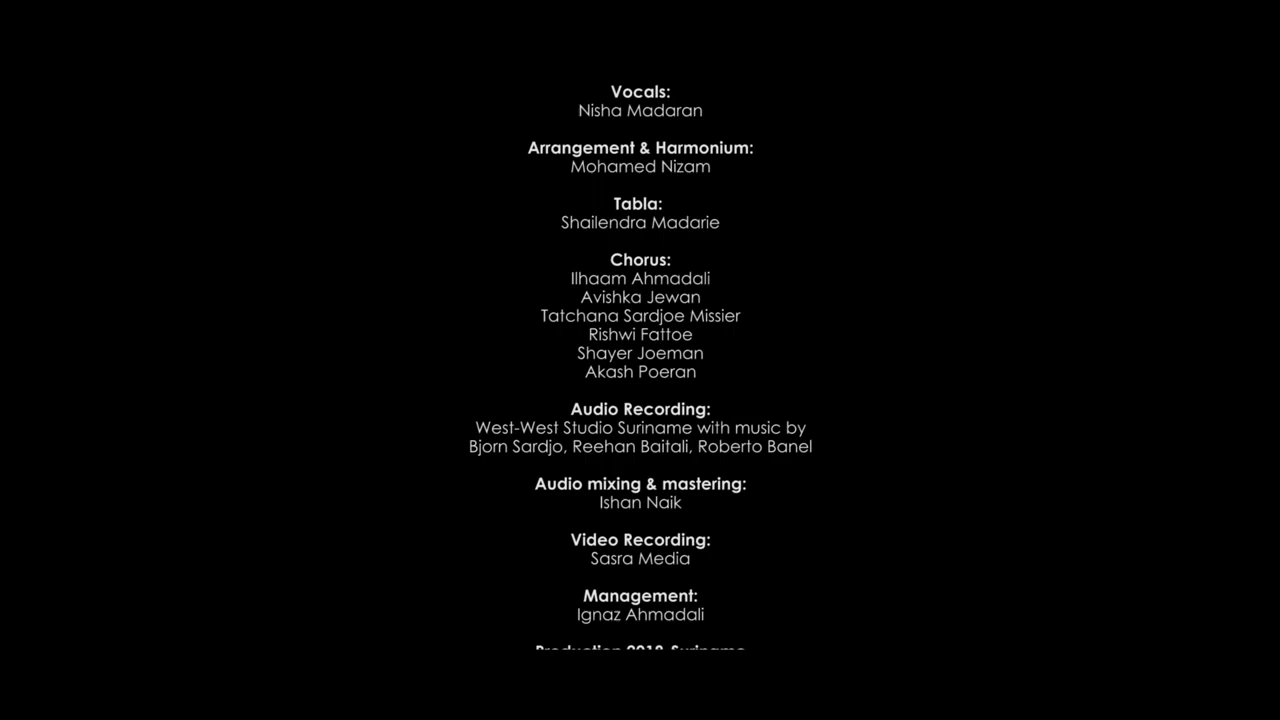 Vocals:
Nisha Madaran
Arrangement & Harmonium:
Mohamed Nizam
Tabla:
Shailendra Madarie
Chorus:
Ilhaam Ahmadali
Avishka Jewan
Tatchana Sardjoe Missier
Rishwi Fattoe
Shayer Joeman
Akash Poeran
Audio Recording:
West-West Studio Suriname with music by
Bjorn Sardjo, Reehan Baitali, Roberto Banel
Audio mixing & mastering:
Ishan Naik
Video Recording:
Sasra Media
Management:
Ignaz Ahmadali
Production Suriname